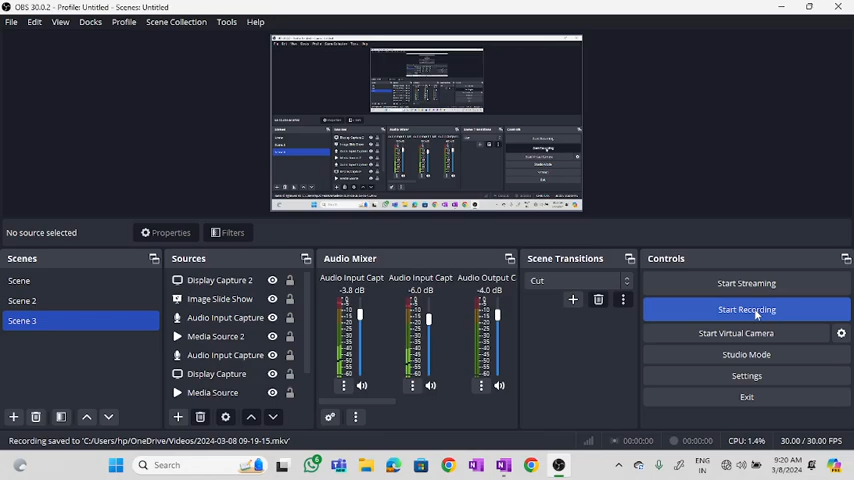 OBS 30.0.2 - Profile: Untitled - Scenes: Untitled
File Edit View Docks Profile Scene Collection Tools Help
No source selected
Properties
Filters
Scenes
Scene
Scene 2
Scene 3
Sources
Display Capture 2
Image Slide Show
Audio Input Capture
Media Source 2
Audio Input Capture
Display Capture
Media Source
Audio Mixer
Audio Input Capt Audio Input Capt Audio Output C
-3.8 dB -6.0 dB -4.0 dB
Scene Transitions
Cut
Controls
Start Streaming
Start Recording
Start Virtual Camera
Studio Mode
Settings
Exit
Recording saved to 'C:/Users/hp/OneDrive/Videos/2024-03-08 09-19-15.mkv'
00:00:00 00:00:00 CPU: 1.4% 30.00 / 30.00 FPS
Search
ENG
IN
9:20 AM
3/8/2024